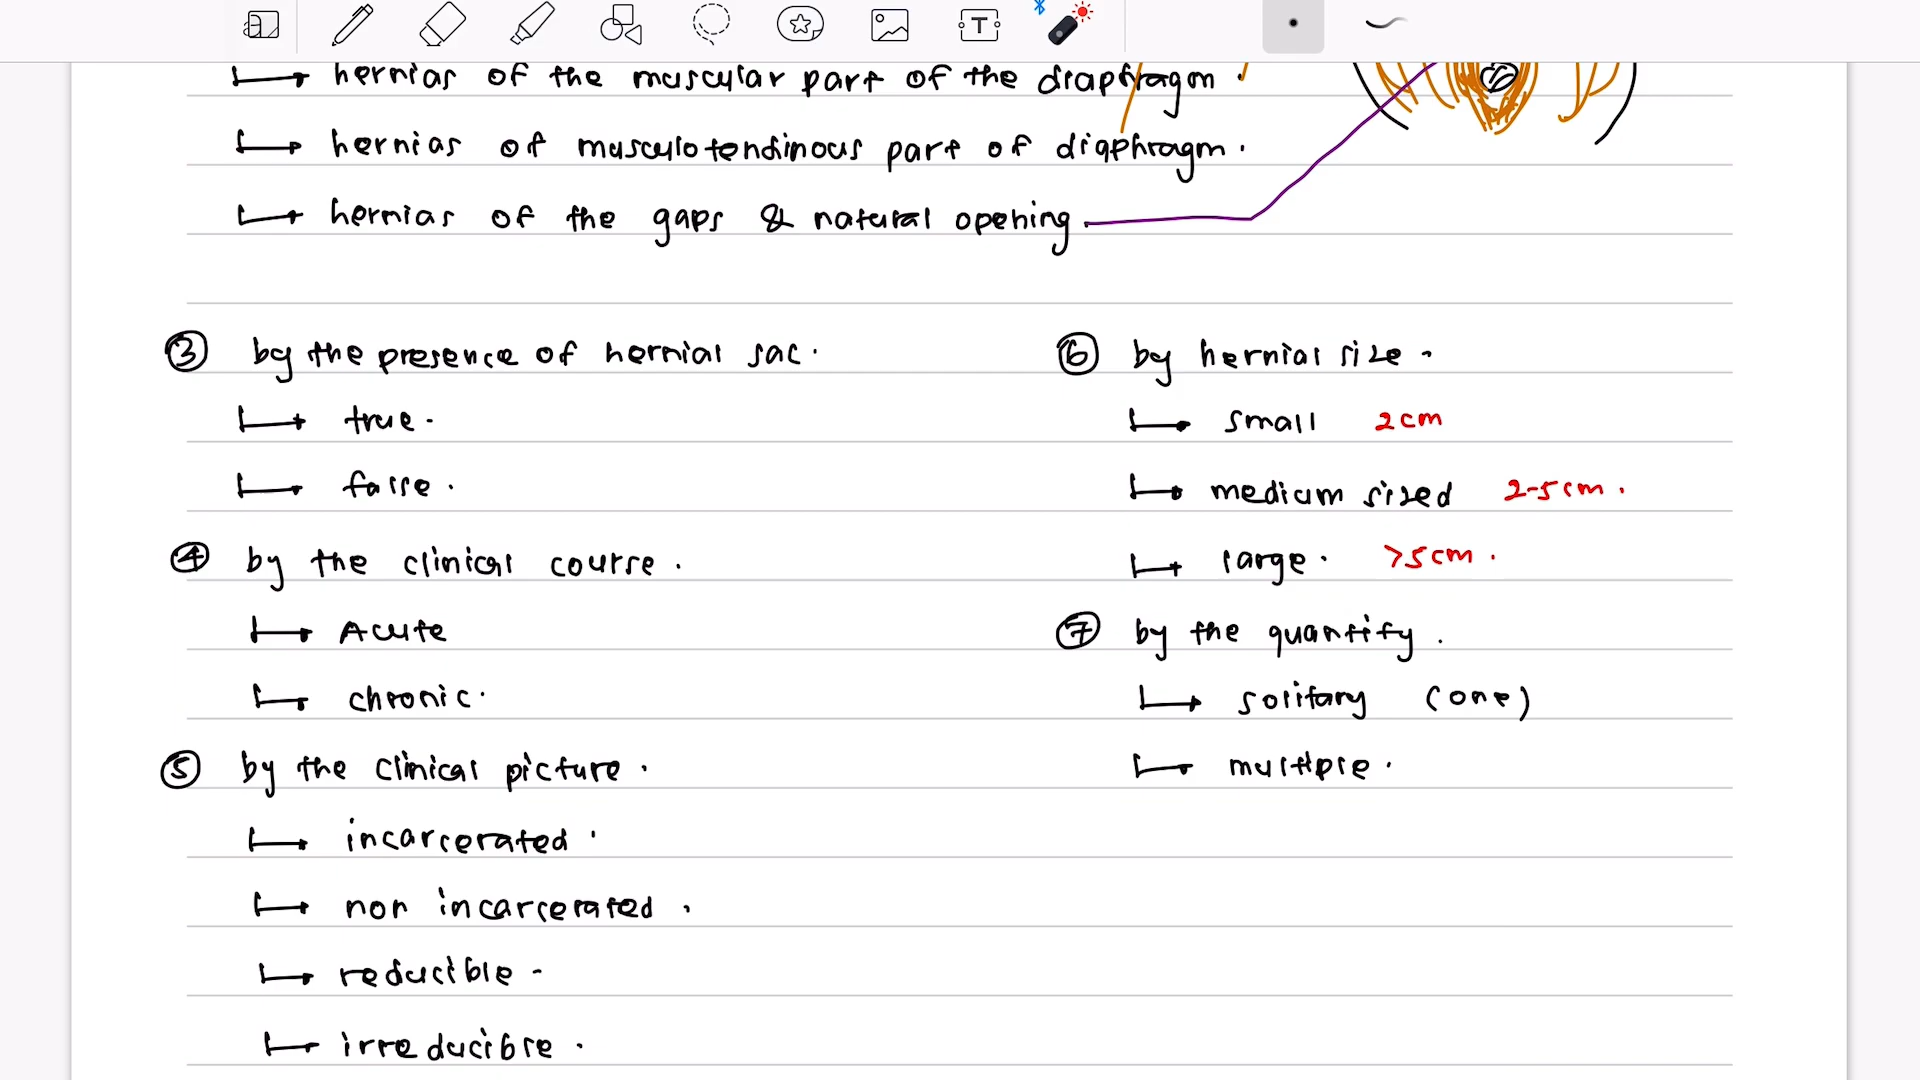 hernias of the muscular part of the diaphragm.
hernias of musculotendinous part of diaphragm.
hernias of the gaps & natural opening.
③ by the presence of hernial sac.
true.
false.
④ by the clinical course.
Acute
chronic.
⑤ by the clinical picture.
incarcerated.
non incarcerated.
reducible.
irreducible.
⑥ by hernial size.
small 2cm
medium sized 2-5cm.
large. >5cm.
⑦ by the quantity.
solitary (one)
multiple.